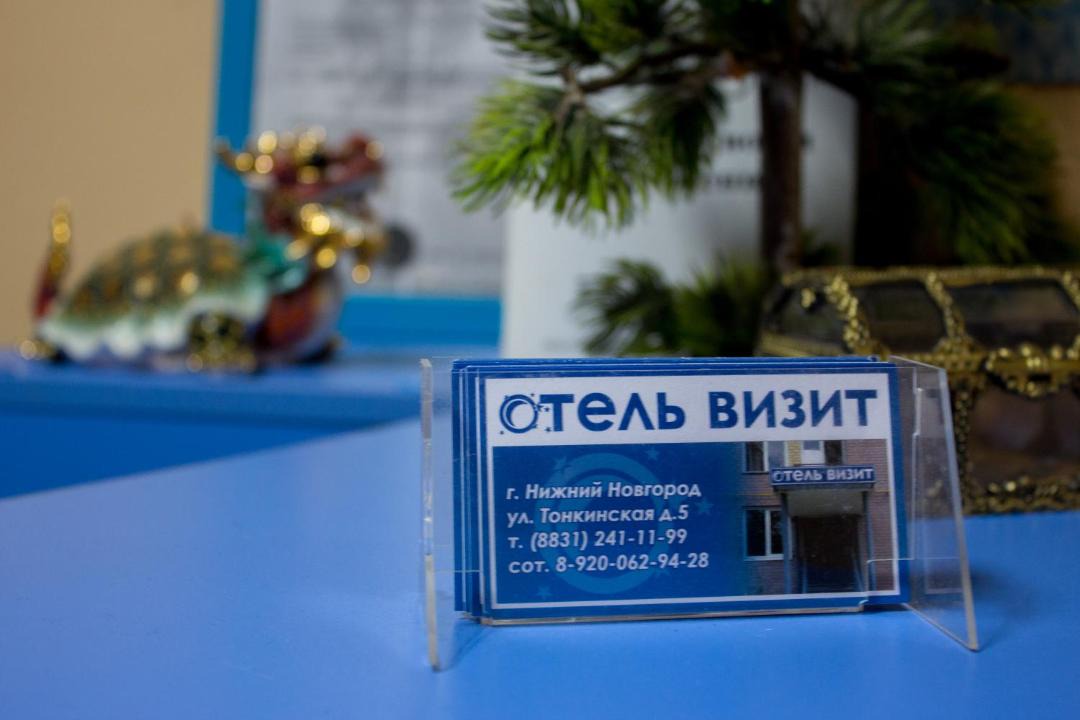 ОТЕЛЬ ВИЗИТ
ОТЕЛЬ ВИЗИТ
г. Нижний Новгород
ул. Тонкинская д.5
т. (8831) 241-11-99
сот. 8-920-062-94-28